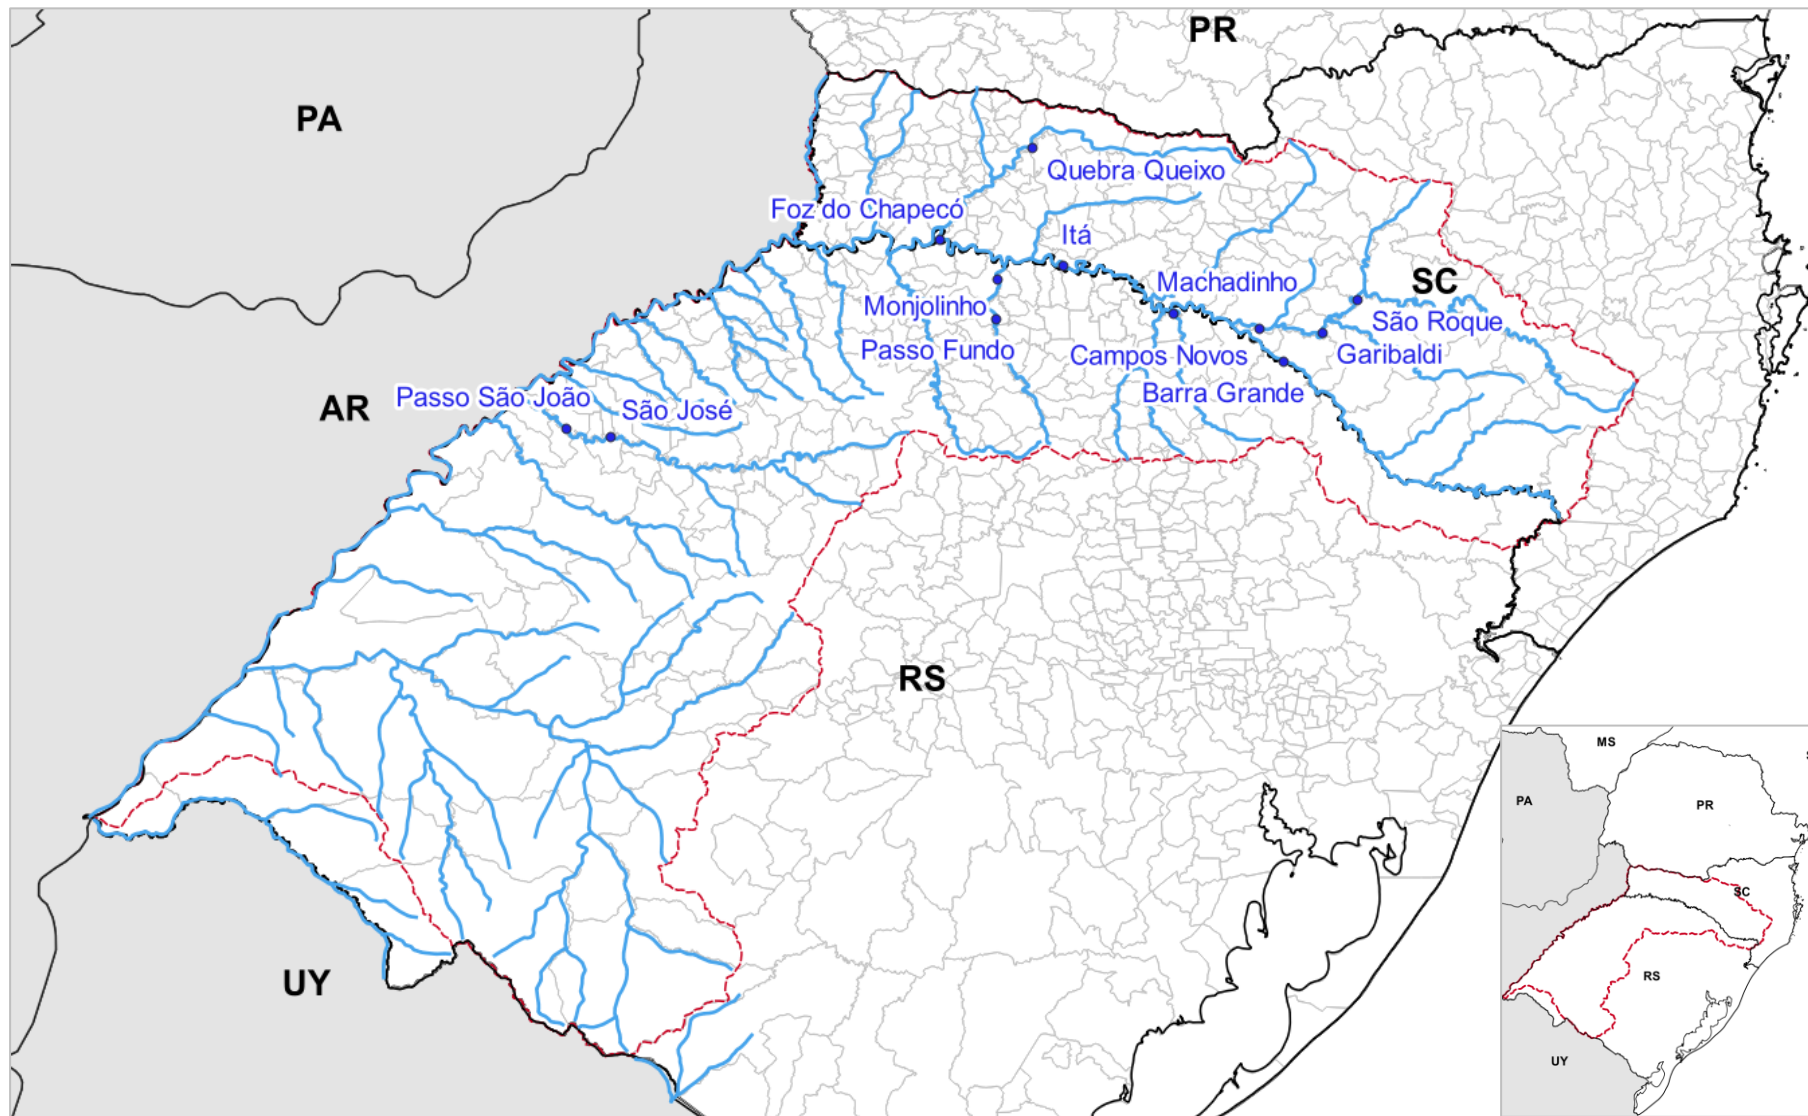 PR
PA
Quebra Queixo
Foz do Chapecó
Itá
Machadinho
SC
Monjolinho
São Roque
Passo Fundo
Campos Novos
Garibaldi
Barra Grande
Passo São João
São José
AR
RS
UY
MS
S
PA
PR
SC
RS
UY